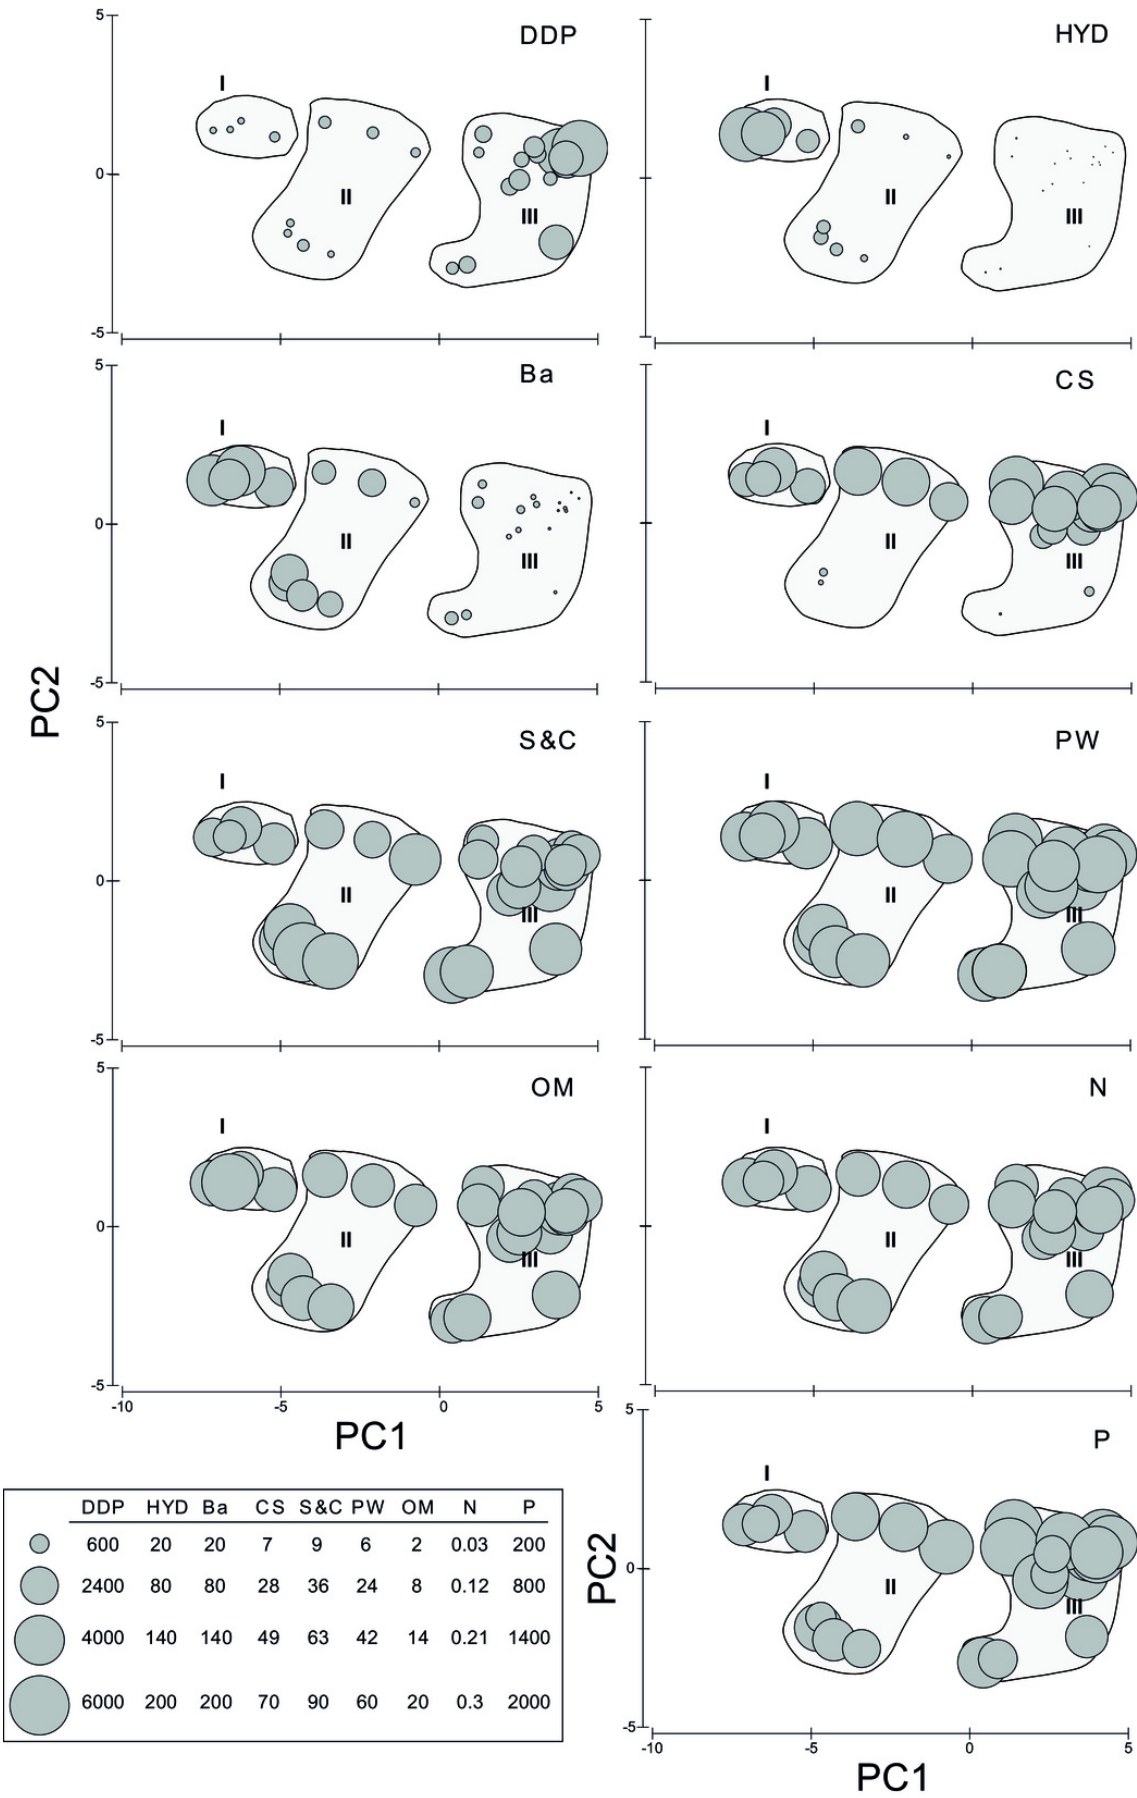 5
DDP
HYD
I
I
0
II
III
II
III
-5
5
Ba
CS
I
I
0
II
III
II
III
-5
PC2
5
S&C
PW
I
I
0
II
III
II
III
-5
5
OM
N
I
I
0
II
III
II
III
-5
-10 -5 0 5
PC1
5
P
I
PC2
0
II
III
-5
-10 -5 0 5
PC1
DDP HYD Ba CS S&C PW OM N P
600 20 20 7 9 6 2 0.03 200
2400 80 80 28 36 24 8 0.12 800
4000 140 140 49 63 42 14 0.21 1400
6000 200 200 70 90 60 20 0.3 2000